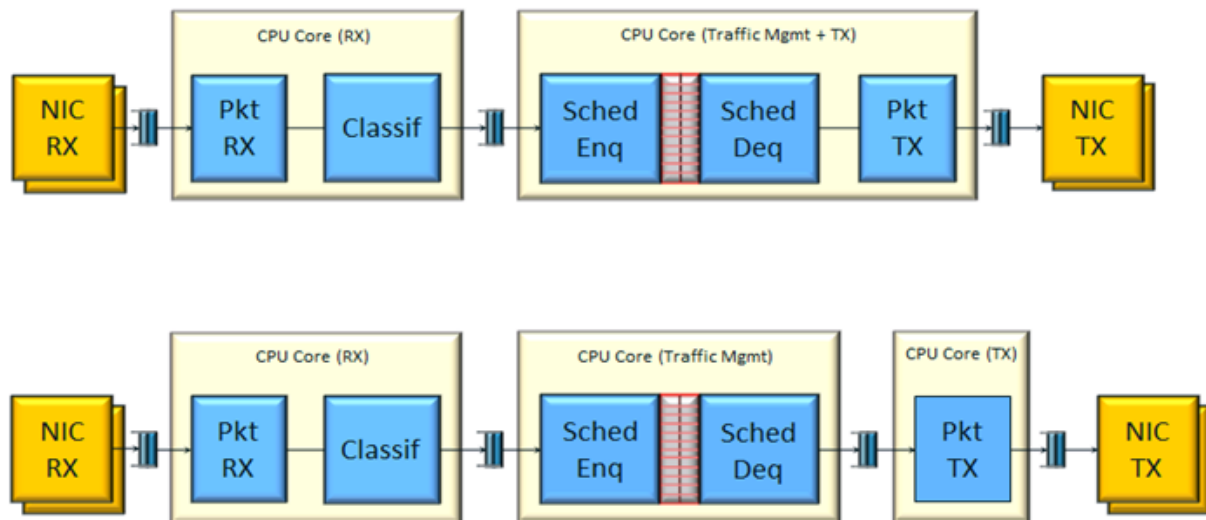 CPU Core (RX)
CPU Core (Traffic Mgmt + TX)
NIC
RX
Pkt
RX
Classif
Sched
Enq
Sched
Deq
Pkt
TX
NIC
TX
CPU Core (RX)
CPU Core (Traffic Mgmt)
CPU Core (TX)
NIC
RX
Pkt
RX
Classif
Sched
Enq
Sched
Deq
Pkt
TX
NIC
TX